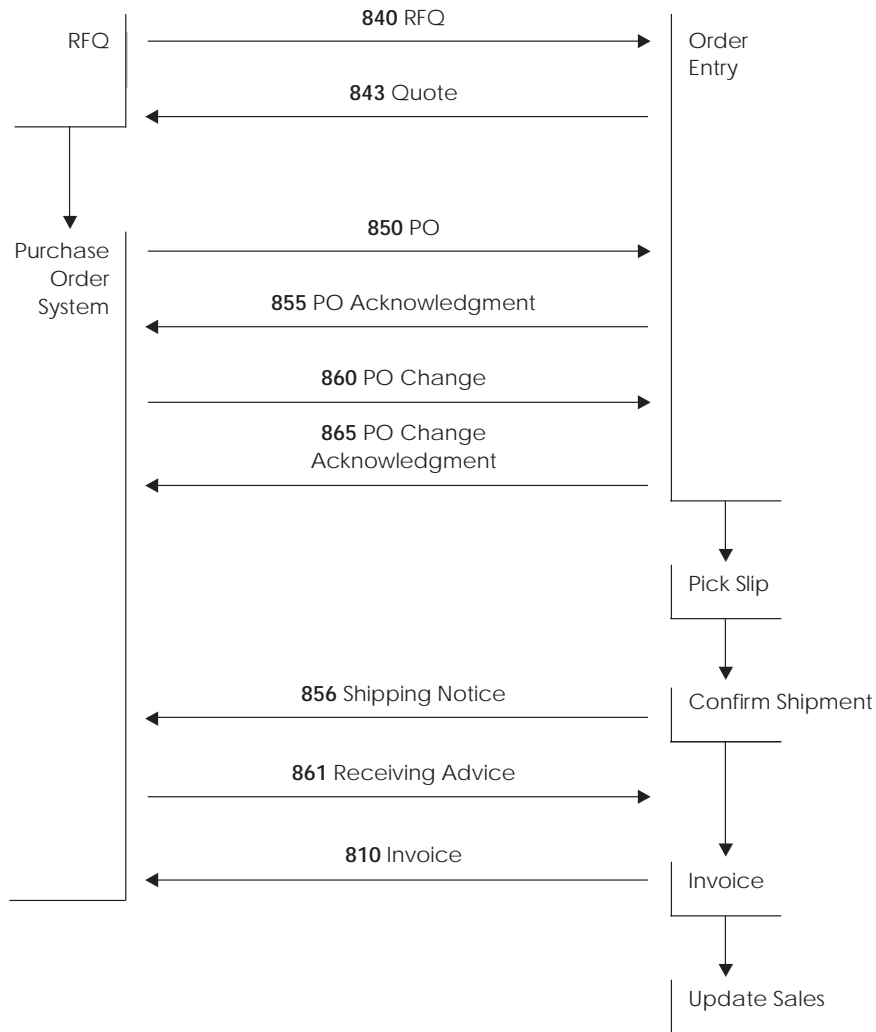 840 RFQ
RFQ
Order
Entry
843 Quote
850 PO
Purchase
Order
System
855 PO Acknowledgment
860 PO Change
865 PO Change
Acknowledgment
Pick Slip
856 Shipping Notice
Confirm Shipment
861 Receiving Advice
810 Invoice
Invoice
Update Sales